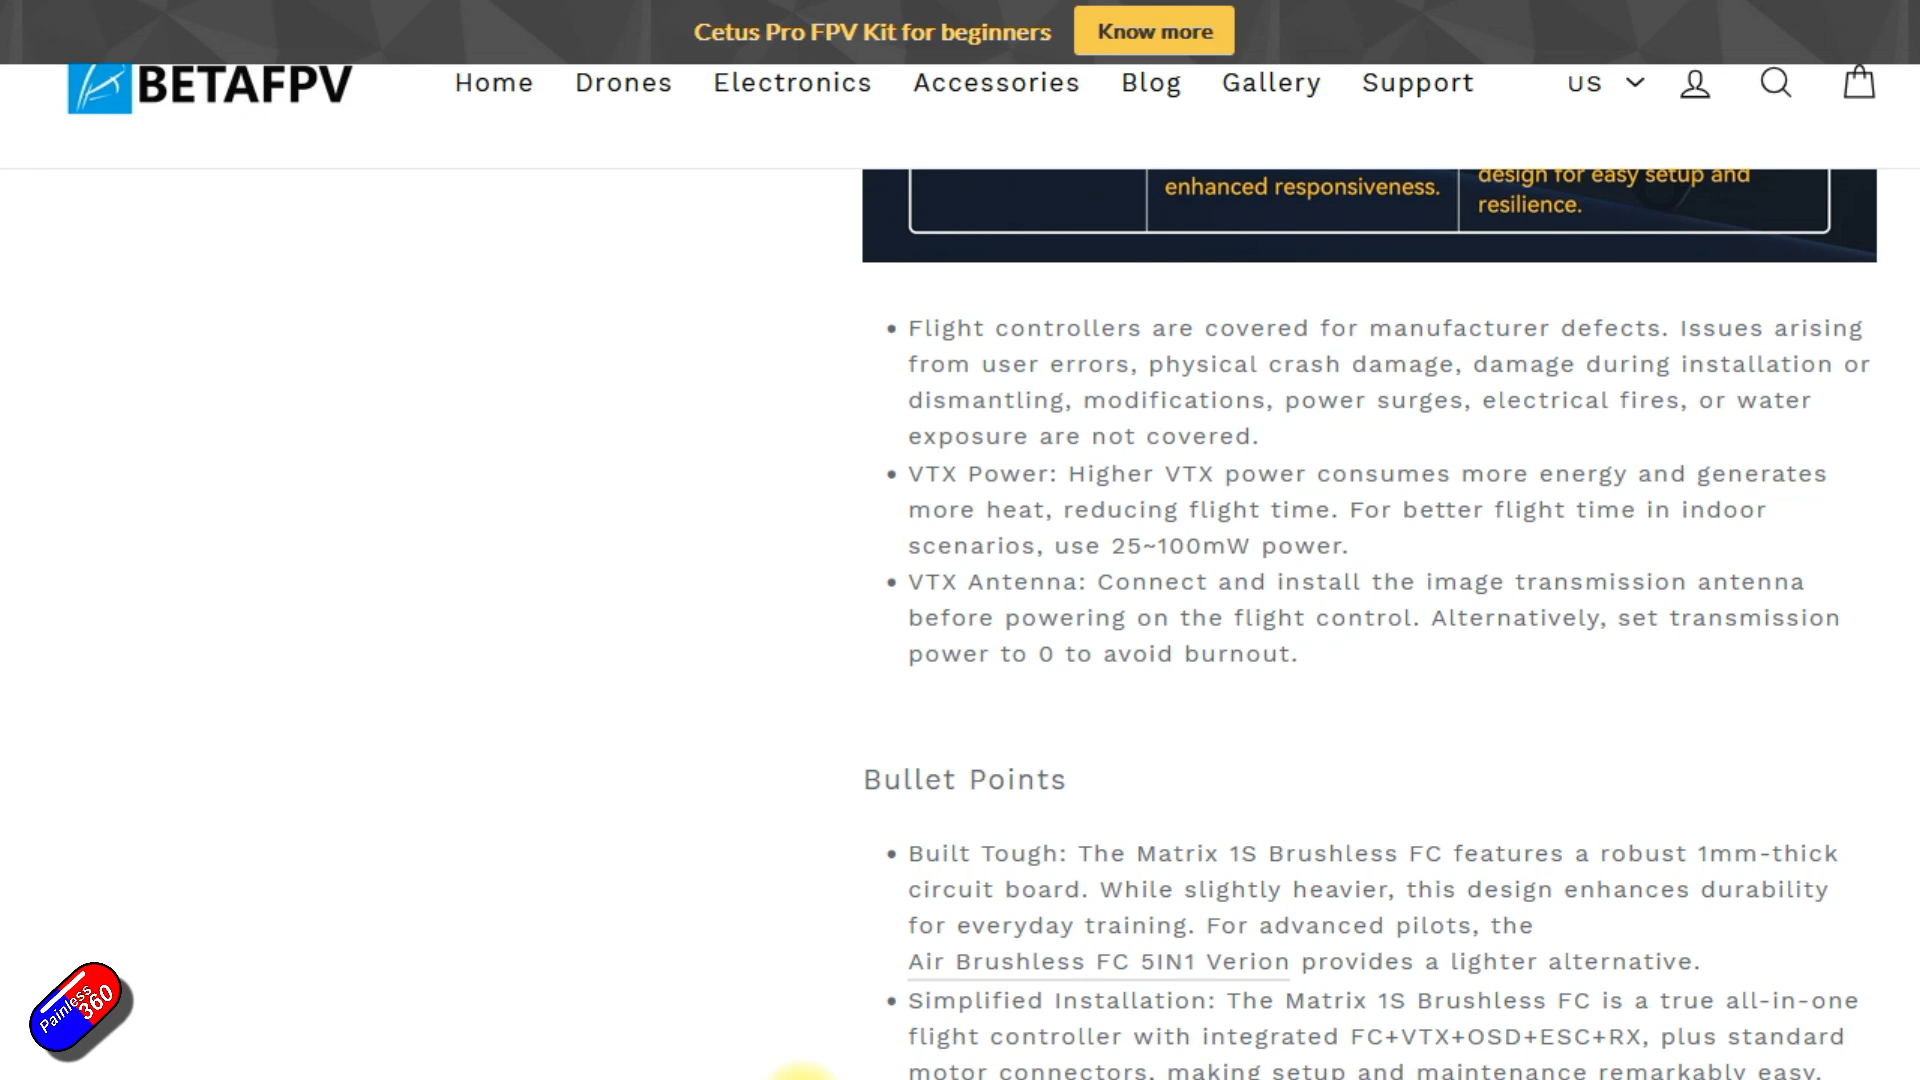 Cetus Pro FPV Kit for beginners Know more
BETAFPV Home Drones Electronics Accessories Blog Gallery Support US
enhanced responsiveness.
design for easy setup and
resilience.
• Flight controllers are covered for manufacturer defects. Issues arising
from user errors, physical crash damage, damage during installation or
dismantling, modifications, power surges, electrical fires, or water
exposure are not covered.
• VTX Power: Higher VTX power consumes more energy and generates
more heat, reducing flight time. For better flight time in indoor
scenarios, use 25~100mW power.
• VTX Antenna: Connect and install the image transmission antenna
before powering on the flight control. Alternatively, set transmission
power to 0 to avoid burnout.
Bullet Points
• Built Tough: The Matrix 1S Brushless FC features a robust 1mm-thick
circuit board. While slightly heavier, this design enhances durability
for everyday training. For advanced pilots, the
Air Brushless FC 5IN1 Verion provides a lighter alternative.
• Simplified Installation: The Matrix 1S Brushless FC is a true all-in-one
flight controller with integrated FC+VTX+OSD+ESC+RX, plus standard
motor connectors, making setup and maintenance remarkably easy.
Painless
360